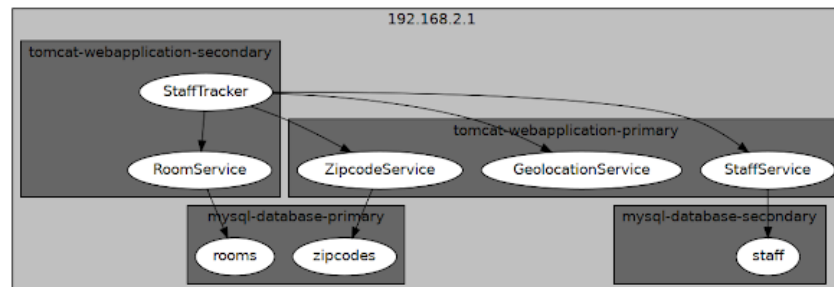 192.168.2.1
tomcat-webapplication-secondary
StaffTracker
tomcat-webapplication-primary
RoomService
ZipcodeService
GeolocationService
StaffService
mysql-database-primary
mysql-database-secondary
rooms
zipcodes
staff